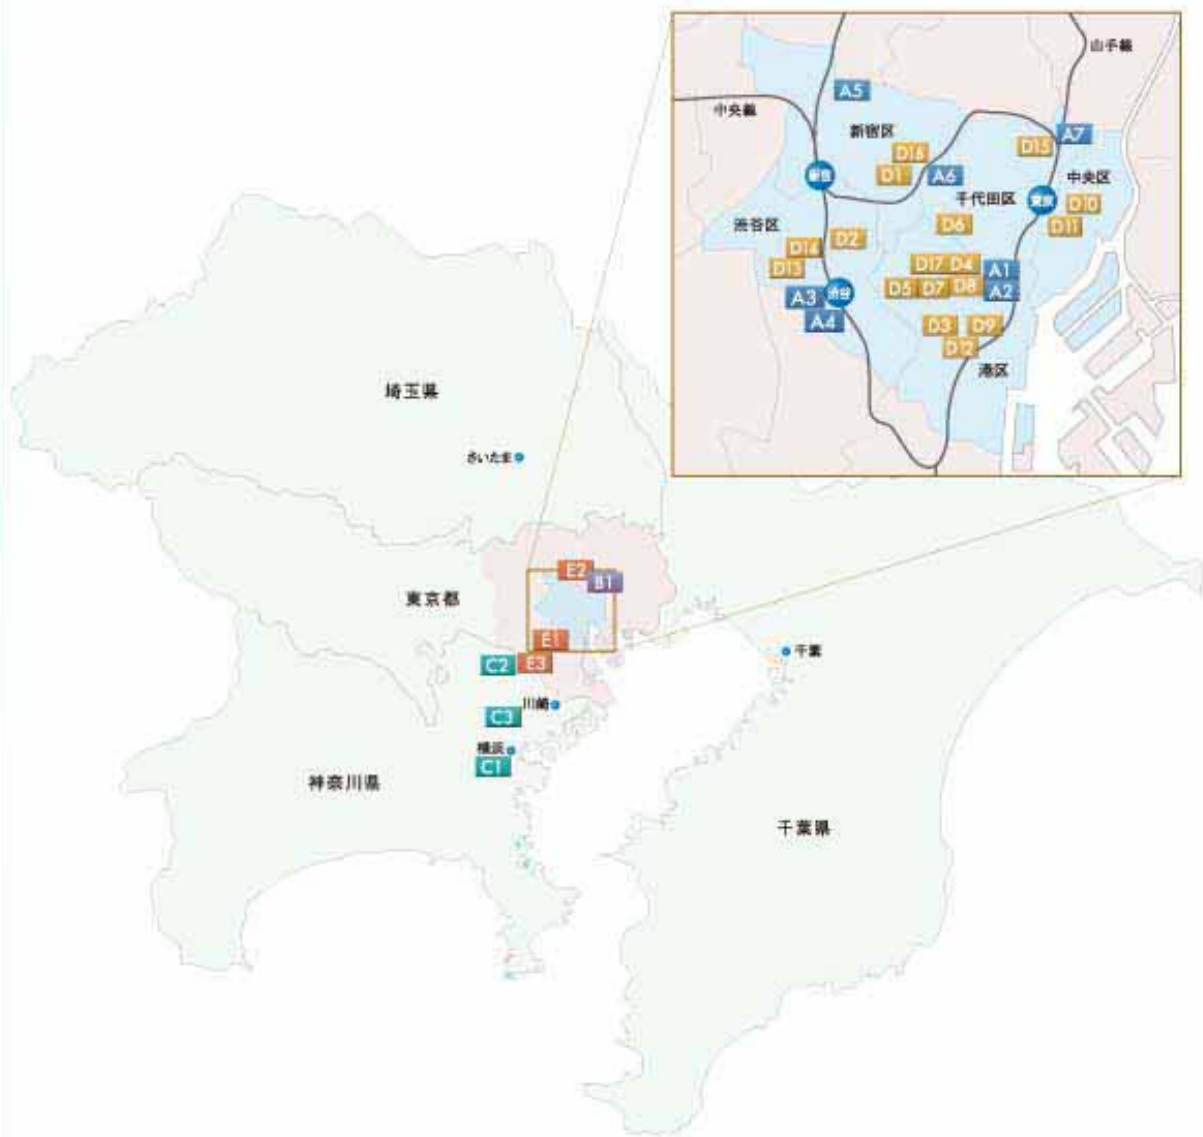 山手線
A5
中央線
新宿区
A7
D16
D15
D1
A6
新宿
中央区
千代田区
東京
D10
渋谷区
D6
D11
D14
D2
D13
D17
D4
A1
D5
D7
D8
A2
A3
渋谷
A4
D3
D9
D12
港区
埼玉県
さいたま
東京都
E2
B1
E1
C2
E3
千葉
川崎
C3
横浜
C1
神奈川県
千葉県